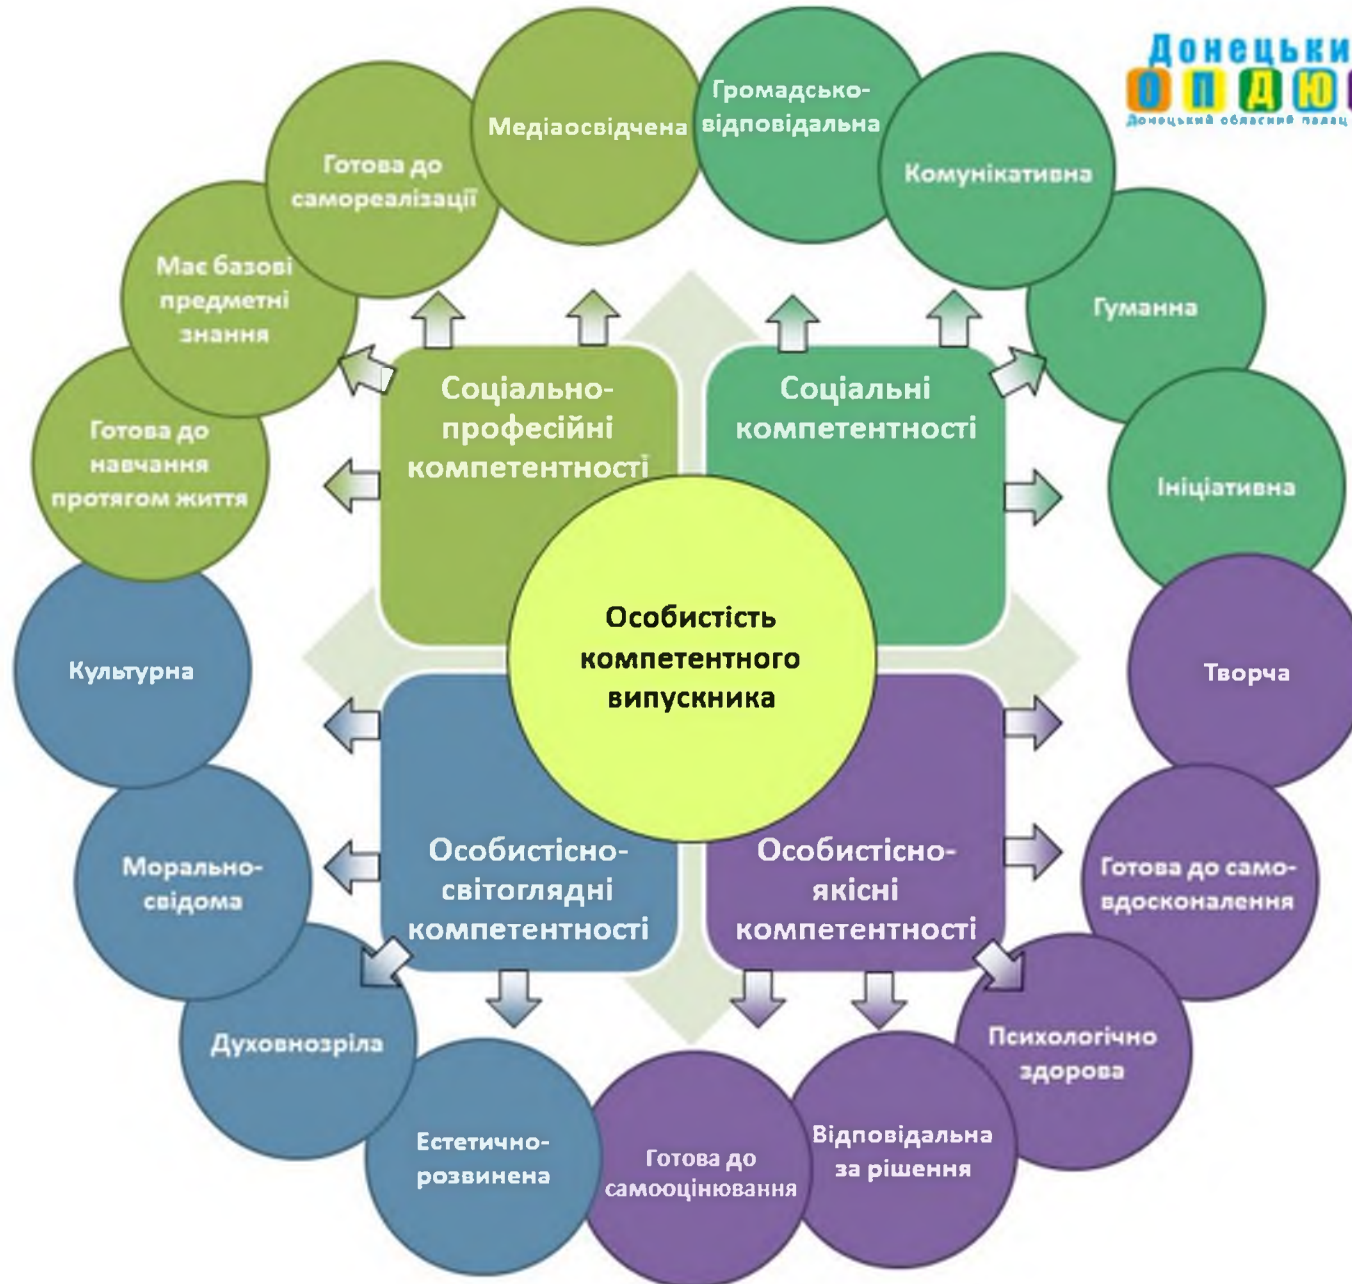 Донецьки
ОПДЮ
Донецький обласний палац
Медіаосвідчена
Громадсько-
відповідальна
Готова до
самореалізації
Комунікативна
Має базові
предметні
знання
Гуманна
Готова до
навчання
протягом життя
Ініціативна
Соціально-
професійні
компетентності
Соціальні
компетентності
Особистість
компетентного
випускника
Культурна
Творча
Особистісно-
світоглядні
компетентності
Особистісно-
якісні
компетентності
Морально-
свідома
Готова до само-
вдосконалення
Духовнозріла
Психологічно
здорова
Естетично-
розвинена
Готова до
самооцінювання
Відповідальна
за рішення